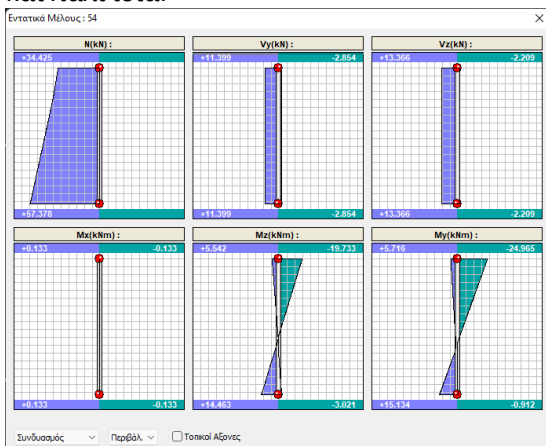 Εντατικά Μέλους : 54
N(kN) :
Vy(kN) :
Vz(kN) :
+34.425
+11.399 -2.854
+13.366 -2.209
+57.378
+11.399 -2.854
+13.366 -2.209
Mx(kNm) :
Mz(kNm) :
My(kNm) :
+0.133 -0.133
+5.542 -19.733
+5.716 -24.965
+0.133 -0.133
+14.463 -3.021
+15.134 -0.912
Συνδυασμός Περιβάλ. Τοπικοί Αξονες